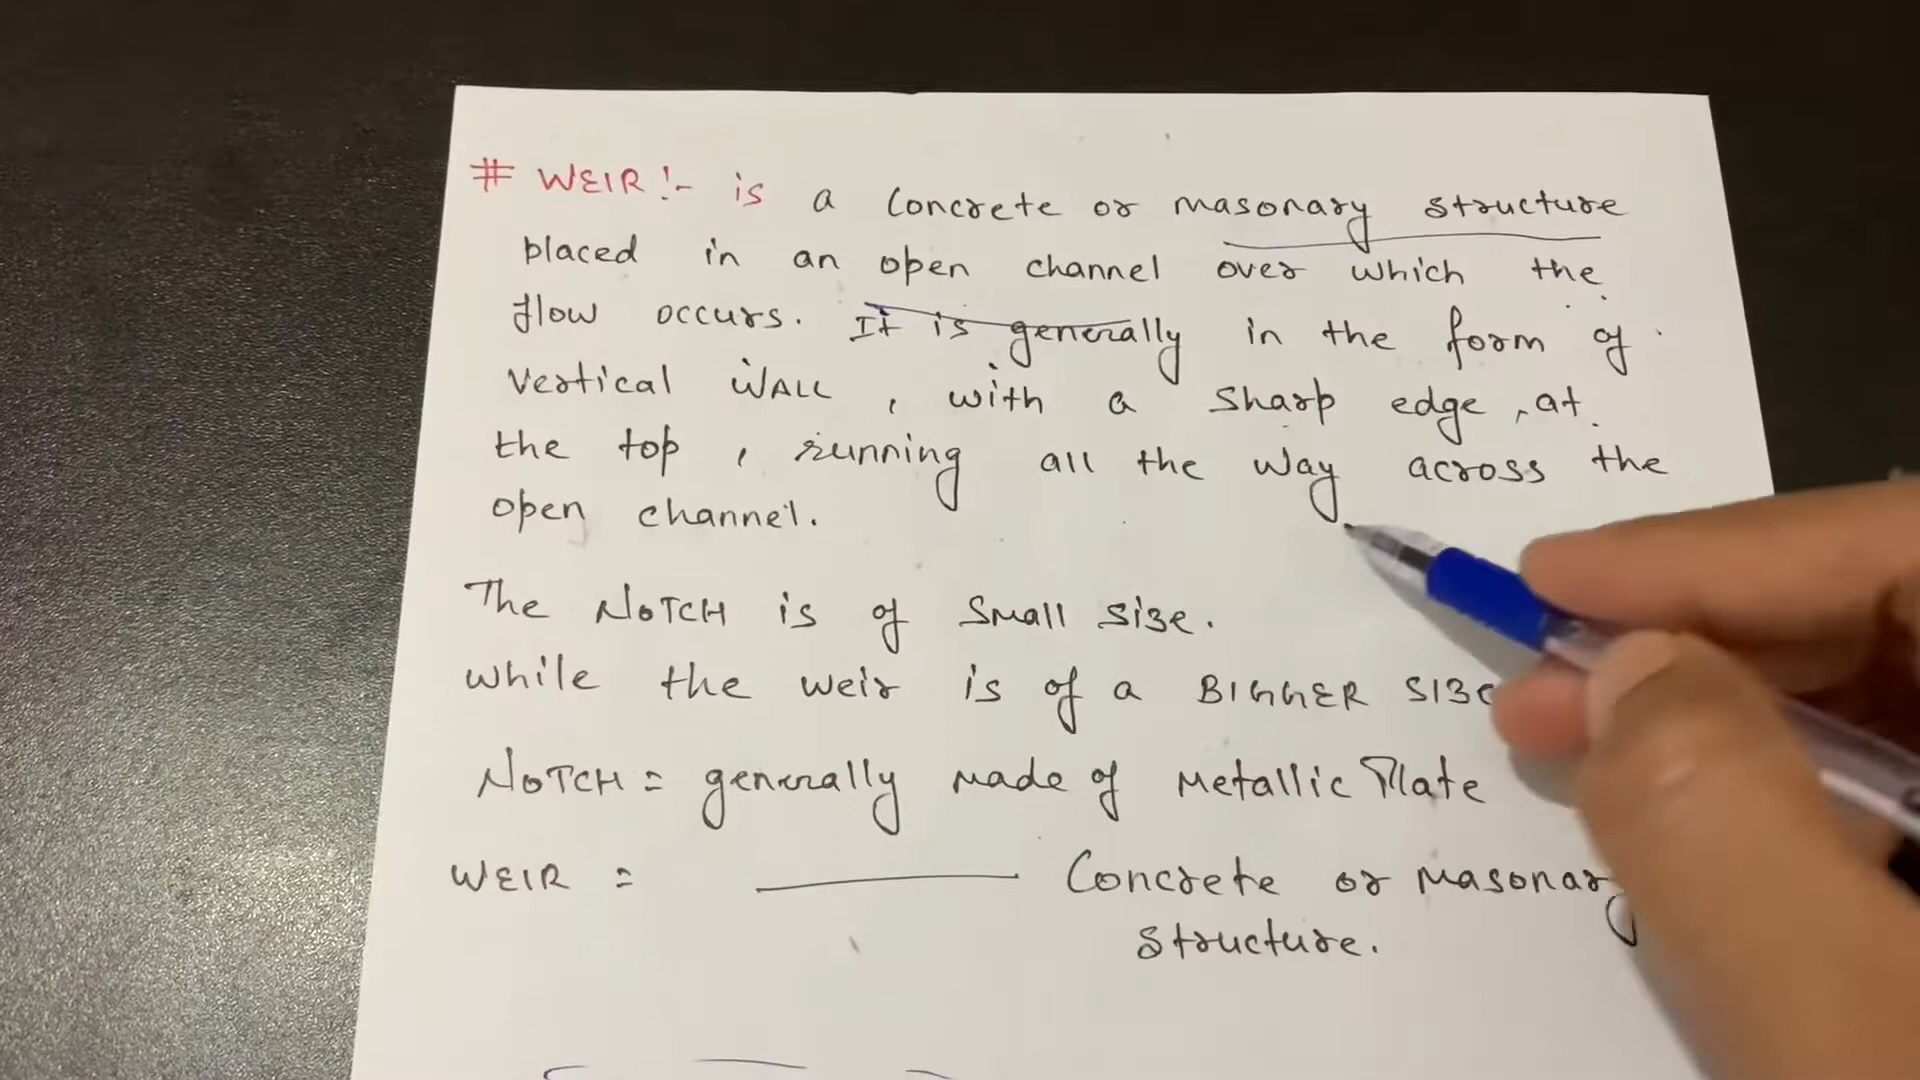 # WEIR :- is a Concrete or masonary structure
placed in an open channel over which the
flow occurs. It is generally in the form of
vertical WALL , with a sharp edge , at
the top , running all the way across the
open channel.
The NOTCH is of Small size.
while the weir is of a BIGGER SIZE
NOTCH = generally made of Metallic Plate
WEIR = ———— Concrete or Masonary
structure.